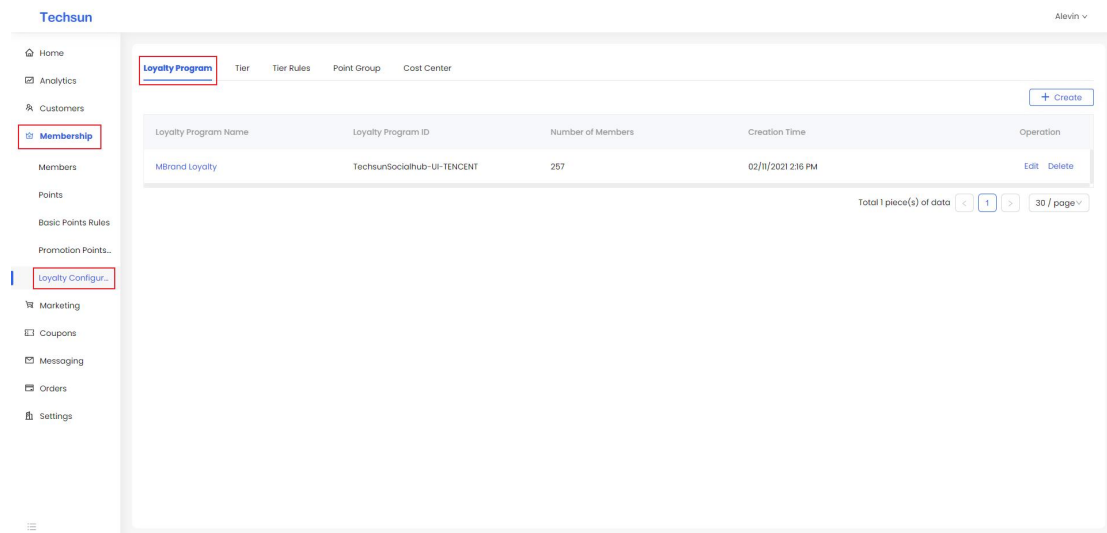 Techsun
Alevin
Home
Analytics
Customers
Membership
Members
Points
Basic Points Rules
Promotion Points...
Loyalty Configur...
Marketing
Coupons
Messaging
Orders
Settings
Loyalty Program Tier Tier Rules Point Group Cost Center
+ Create
Loyalty Program Name Loyalty Program ID Number of Members Creation Time Operation
MBrand Loyalty TechsunSocialhub-UI-TENCENT 257 02/11/2021 2:16 PM Edit Delete
Total 1 piece(s) of data < 1 > 30 / page